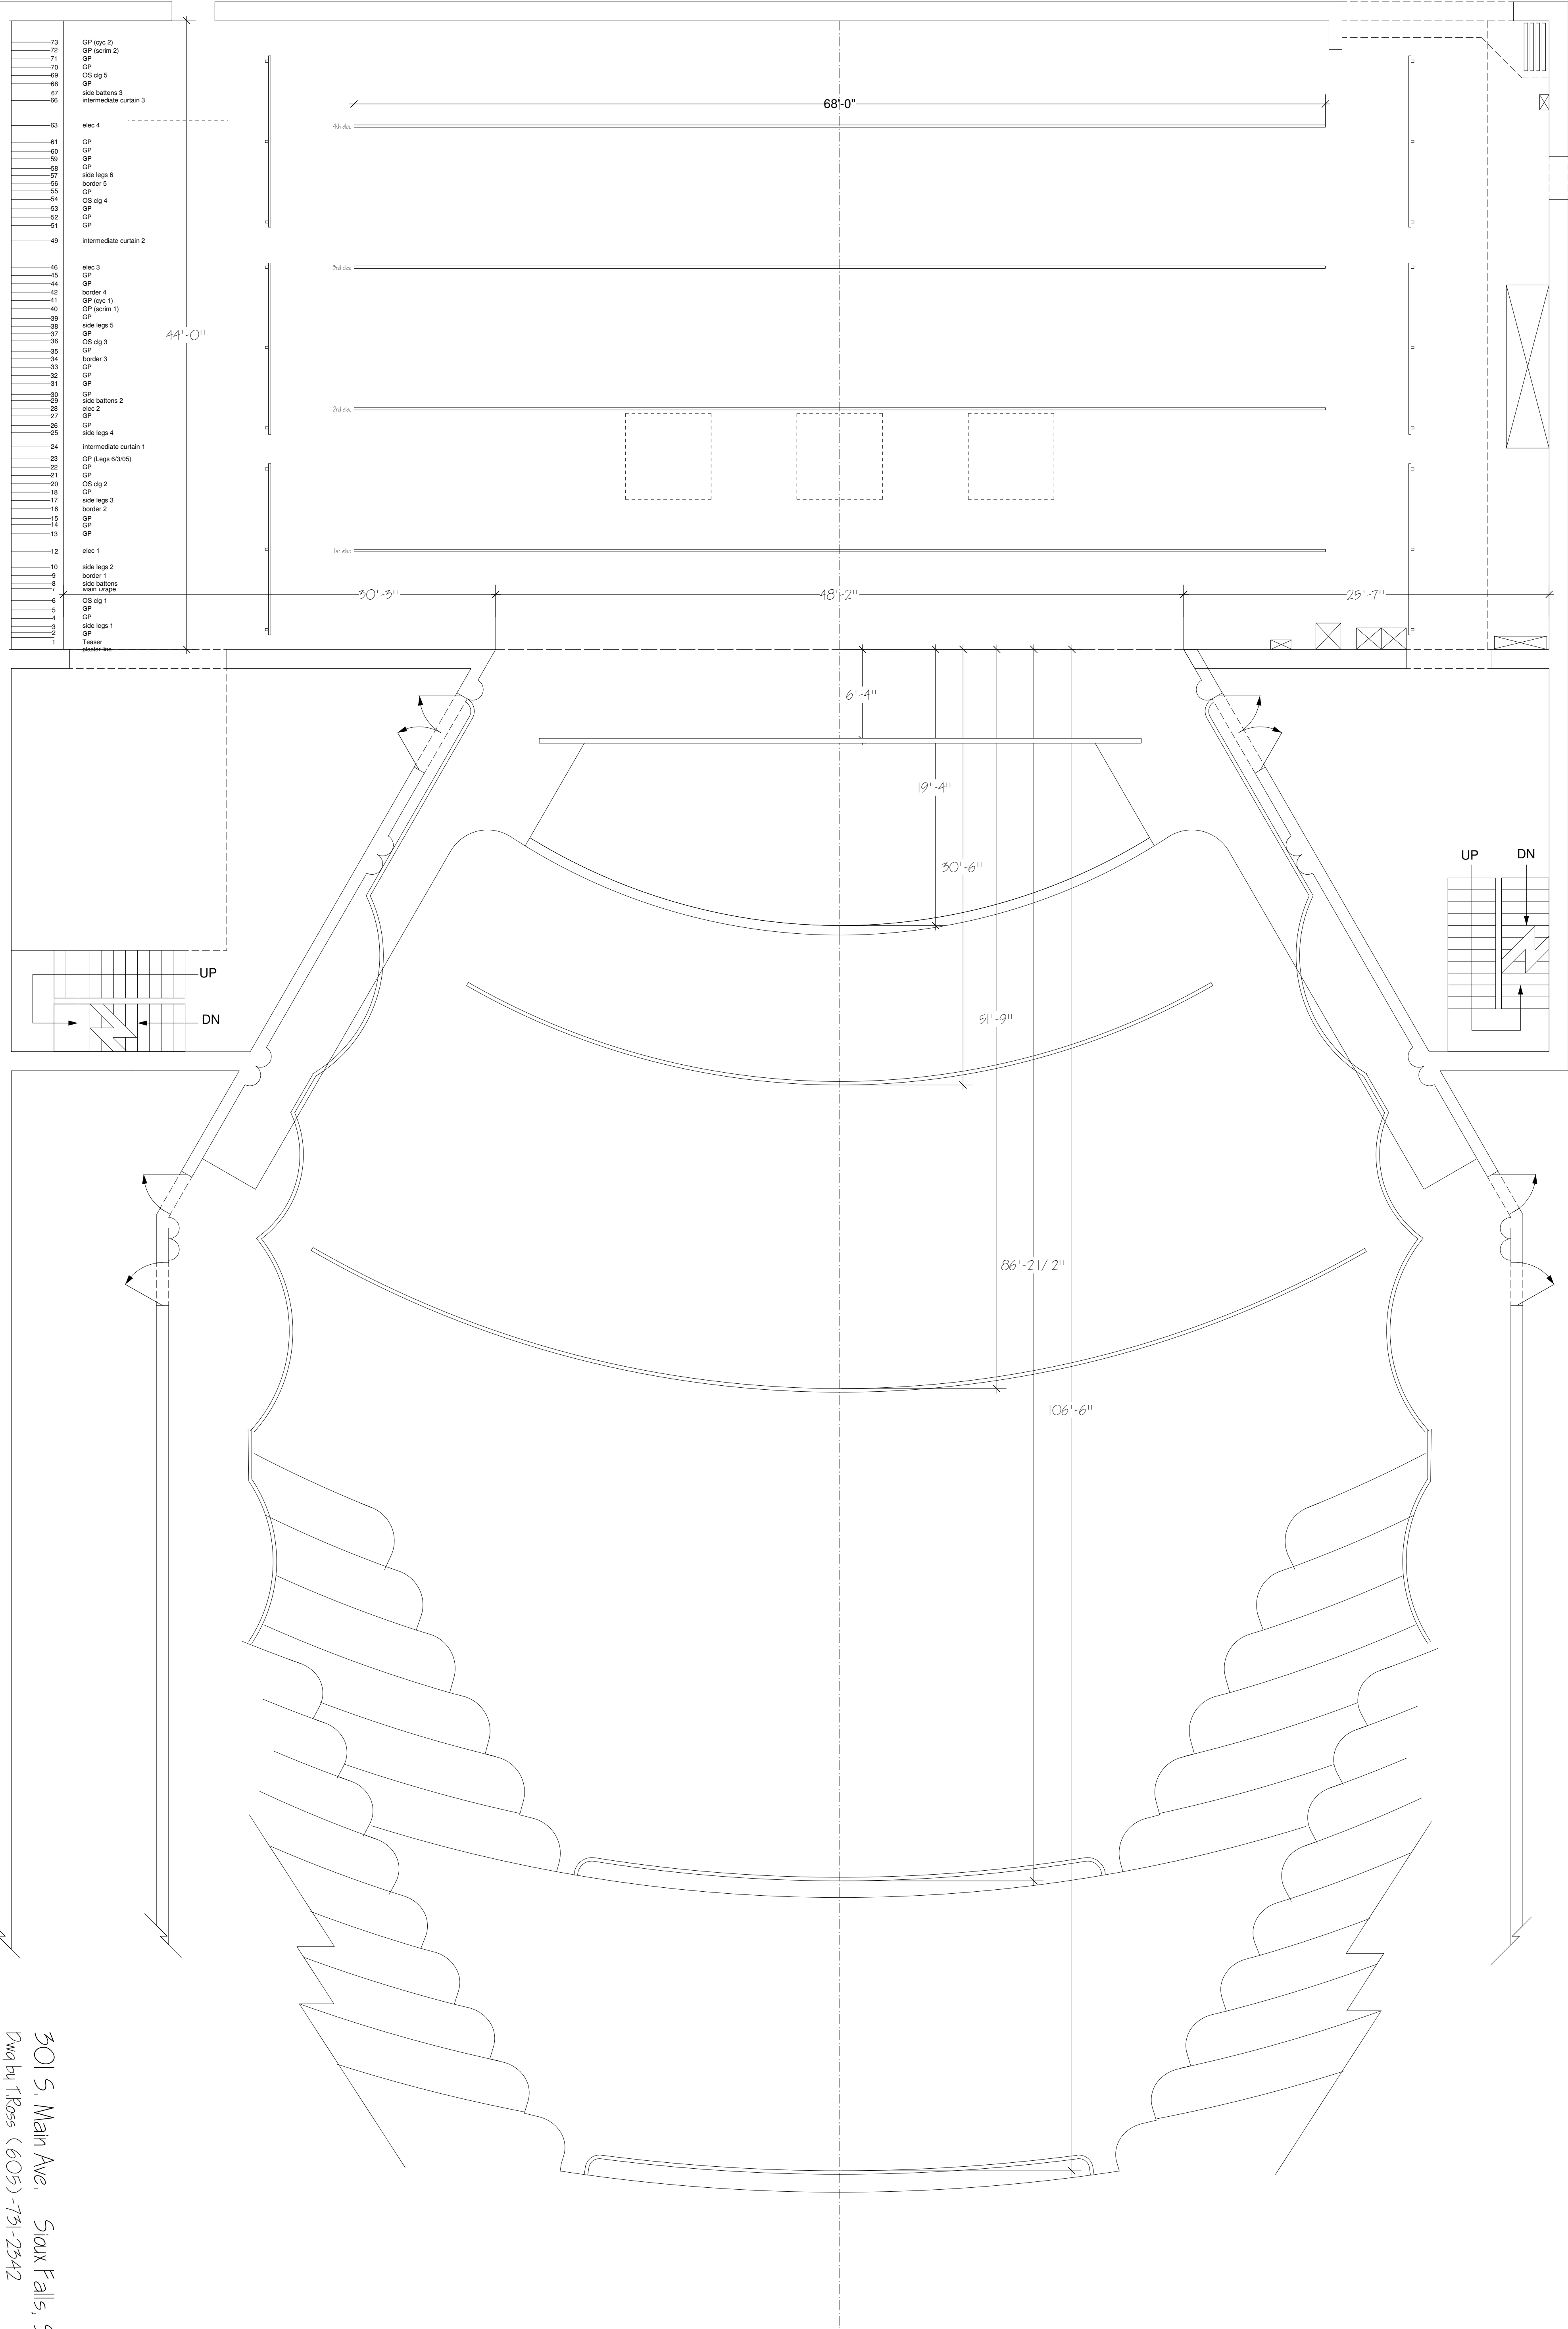 73 GP (cyc 2)
72 GP (scrim 2)
71 GP
70 GP
69 OS clg 5
68 GP
67 side battens 3
66 intermediate curtain 3
63 elec 4
61 GP
60 GP
59 GP
58 GP
57 side legs 6
56 border 5
55 GP
54 OS clg 4
53 GP
52 GP
51 GP
49 intermediate curtain 2
46 elec 3
45 GP
44 GP
42 border 4
41 GP (cyc 1)
40 GP (scrim 1)
39 GP
38 side legs 5
37 GP
36 OS clg 3
35 GP
34 border 3
33 GP
32 GP
31 GP
30 GP
29 side battens 2
28 elec 2
27 GP
26 GP
25 side legs 4
24 intermediate curtain 1
23 GP (Legs 6/3/05)
22 GP
21 GP
20 OS clg 2
18 GP
17 side legs 3
16 border 2
15 GP
14 GP
13 GP
12 elec 1
10 side legs 2
9 border 1
8 side battens
7 Main Drape
6 OS clg 1
5 GP
4 GP
3 side legs 1
2 GP
1 Teaser
plaster line
44'-0"
68'-0"
4th elec
3rd elec
2nd elec
1st elec
30'-3"
48'-2"
25'-7"
6'-4"
19'-4"
30'-6"
51'-9"
86'-2 1/2"
106'-6"
UP
DN
UP
DN
301 S. Main Ave. Sioux Falls,
Dwg by T.Ross (605)-731-2342